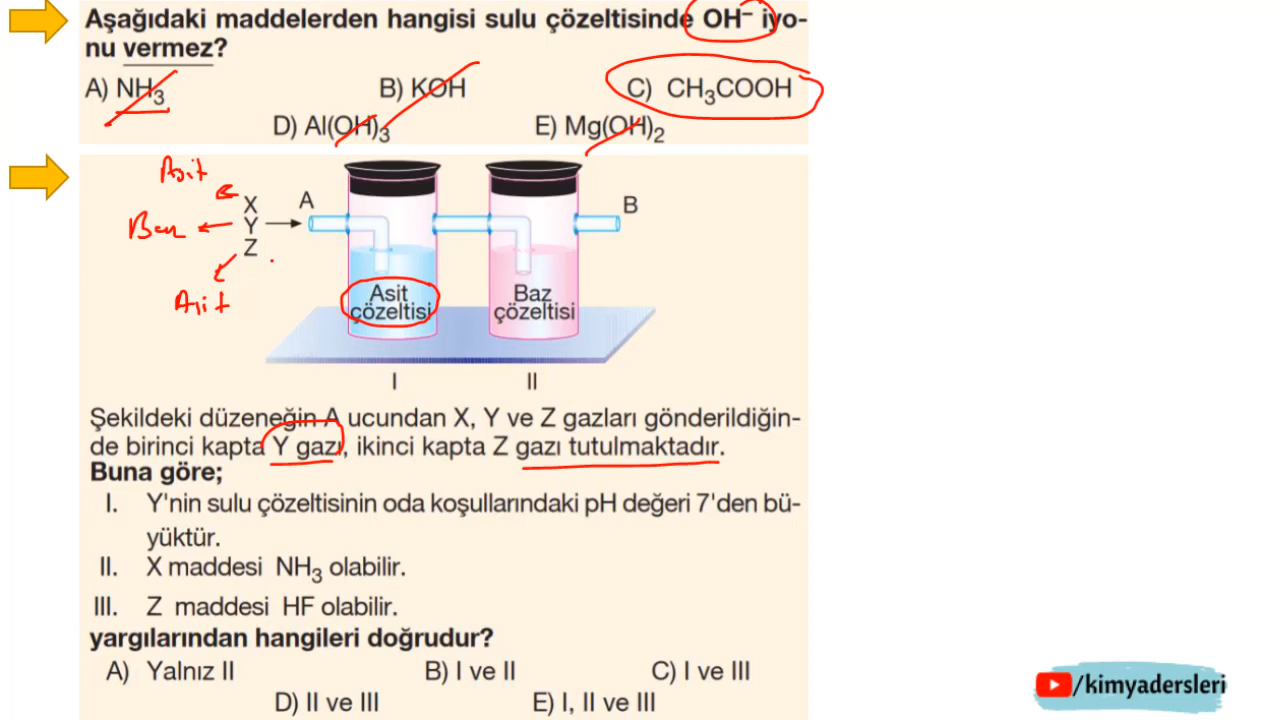 Aşağıdaki maddelerden hangisi sulu çözeltisinde OH⁻ iyo-
nu vermez?
A) NH₃ B) KOH C) CH₃COOH
D) Al(OH)₃ E) Mg(OH)₂
Asit
X
Baz
Y
Z
Asit
A
B
Asit
çözeltisi
Baz
çözeltisi
I
II
Şekildeki düzeneğin A ucundan X, Y ve Z gazları gönderildiğin-
de birinci kapta Y gazı, ikinci kapta Z gazı tutulmaktadır.
Buna göre;
I. Y'nin sulu çözeltisinin oda koşullarındaki pH değeri 7'den bü-
yüktür.
II. X maddesi NH₃ olabilir.
III. Z maddesi HF olabilir.
yargılarından hangileri doğrudur?
A) Yalnız II B) I ve II C) I ve III
D) II ve III E) I, II ve III
/kimyadersleri